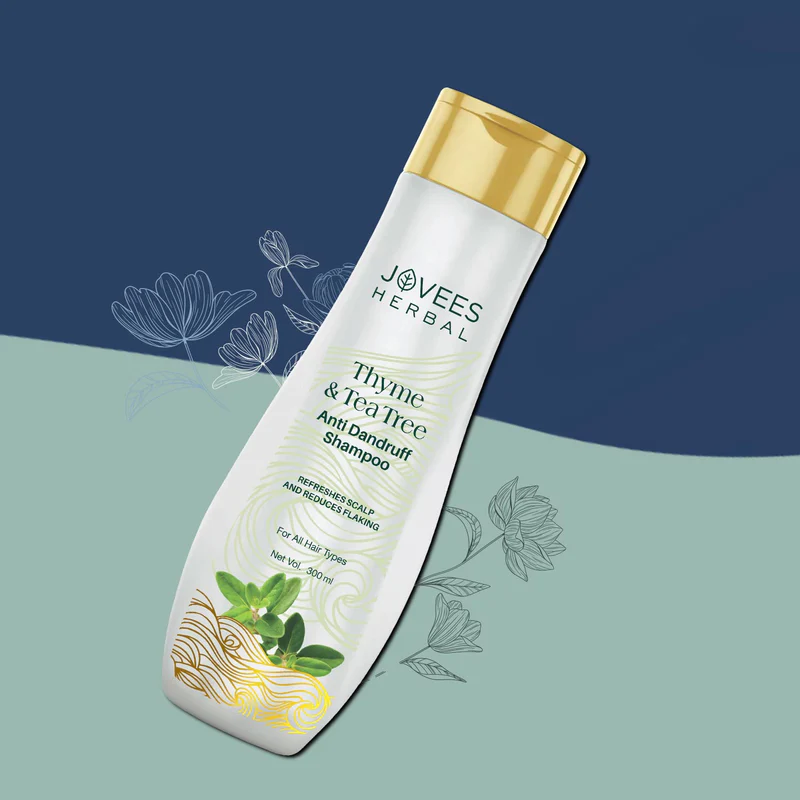 JOVEES
HERBAL
Thyme
& Tea Tree
Anti Dandruff
Shampoo
REFRESHES SCALP
AND REDUCES FLAKING
For All Hair Types
Net Vol. 300 ml